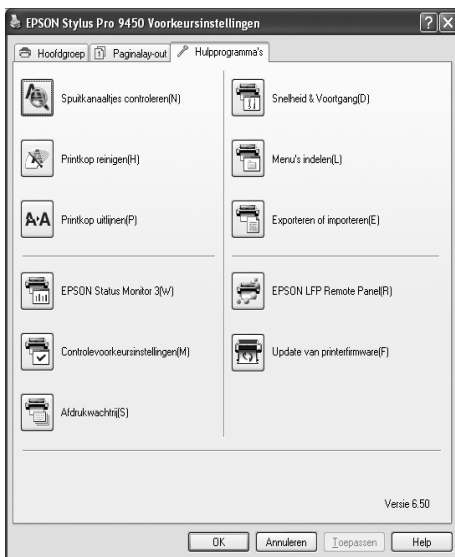 EPSON Stylus Pro 9450 Voorkeursinstellingen
Hoofdgroep
Paginalay-out
Hulpprogramma's
Spuitkanaaltjes controleren(N)
Snelheid & Voortgang(D)
Printkop reinigen(H)
Menu's indelen(L)
Printkop uitlijnen(P)
Exporteren of importeren(E)
EPSON Status Monitor 3(W)
EPSON LFP Remote Panel(R)
Controlevoorkeursinstellingen(M)
Update van printerfirmware(F)
Afdrukwachtrij(S)
Versie 6.50
OK
Annuleren
Toepassen
Help